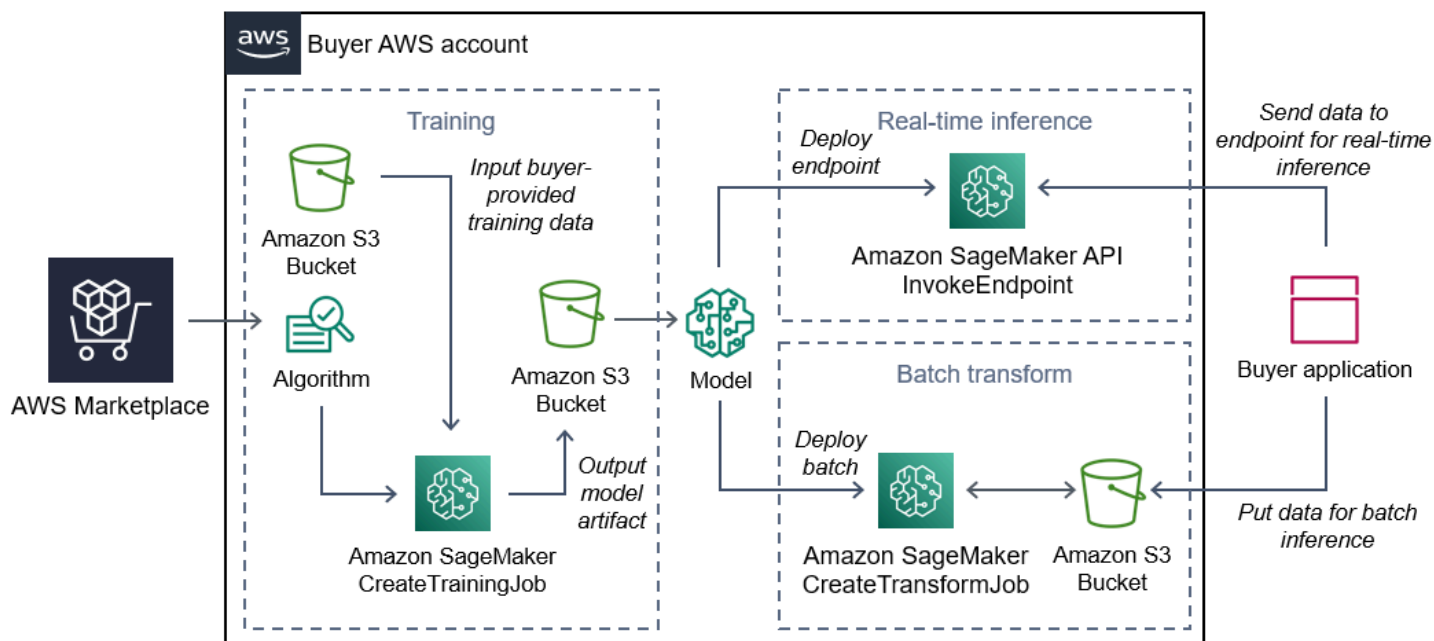 aws
Buyer AWS account
Training
Input buyer-
provided
training data
Amazon S3
Bucket
Algorithm
Amazon S3
Bucket
Output
model
artifact
Amazon SageMaker
CreateTrainingJob
AWS Marketplace
Model
Real-time inference
Deploy
endpoint
Amazon SageMaker API
InvokeEndpoint
Batch transform
Deploy
batch
Amazon SageMaker
CreateTransformJob
Amazon S3
Bucket
Send data to
endpoint for real-time
inference
Buyer application
Put data for batch
inference